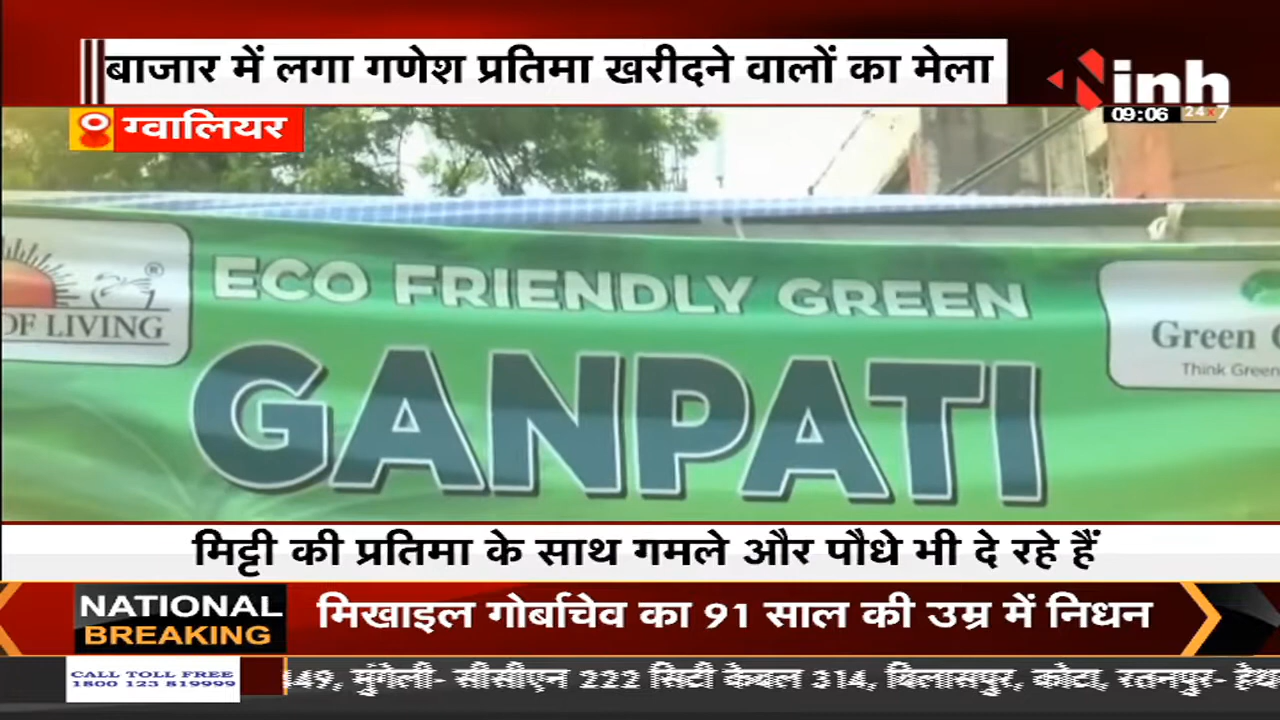 बाजार में लगा गणेश प्रतिमा खरीदने वालों का मेला
inh
24x7
09:06
ग्वालियर
OF LIVING
®
ECO FRIENDLY GREEN
GANPATI
Green
Think Green
मिट्टी की प्रतिमा के साथ गमले और पौधे भी दे रहे हैं
NATIONAL
BREAKING
मिखाइल गोर्बाचेव का 91 साल की उम्र में निधन
CALL TOLL FREE
1800 123 819999
449, मुंगेली- सीसीएन 222 सिटी केबल 314, बिलासपुर, कोटा, रतनपुर-